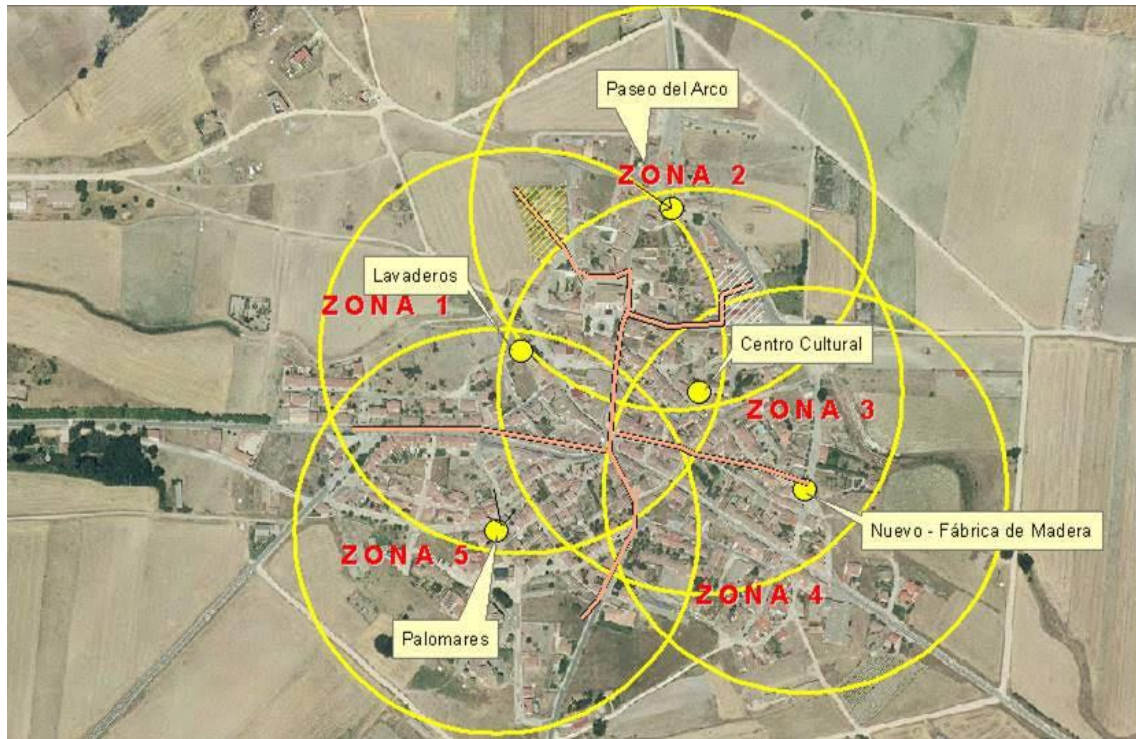 Paseo del Arco
ZONA 2
Lavaderos
ZONA 1
Centro Cultural
ZONA 3
Nuevo - Fábrica de Madera
ZONA 5
ZONA 4
Palomares